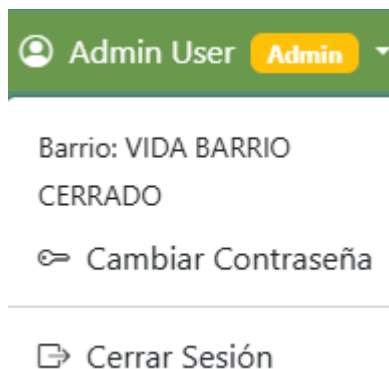 Admin User Admin
Barrio: VIDA BARRIO
CERRADO
Cambiar Contraseña
Cerrar Sesión